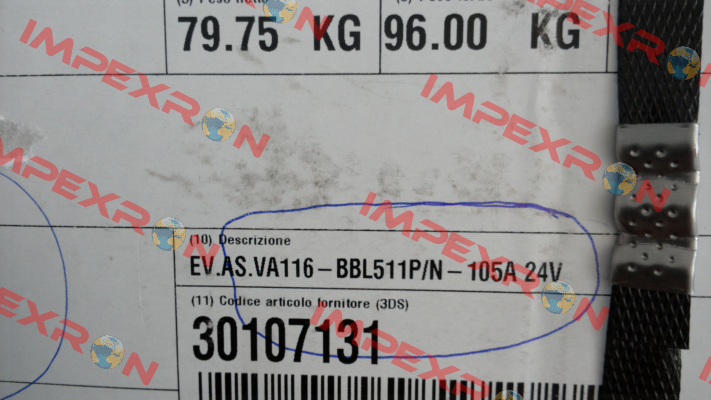 79.75 KG 96.00 KG
(10) Descrizione
EV.AS.VA116-BBL511P/N-105A 24V
(11) Codice articolo fornitore (3DS)
30107131
IMPEXRON
IMPEXRON
IMPEXRON
IMPEXRON
IMPEXRON
IMPEXRON